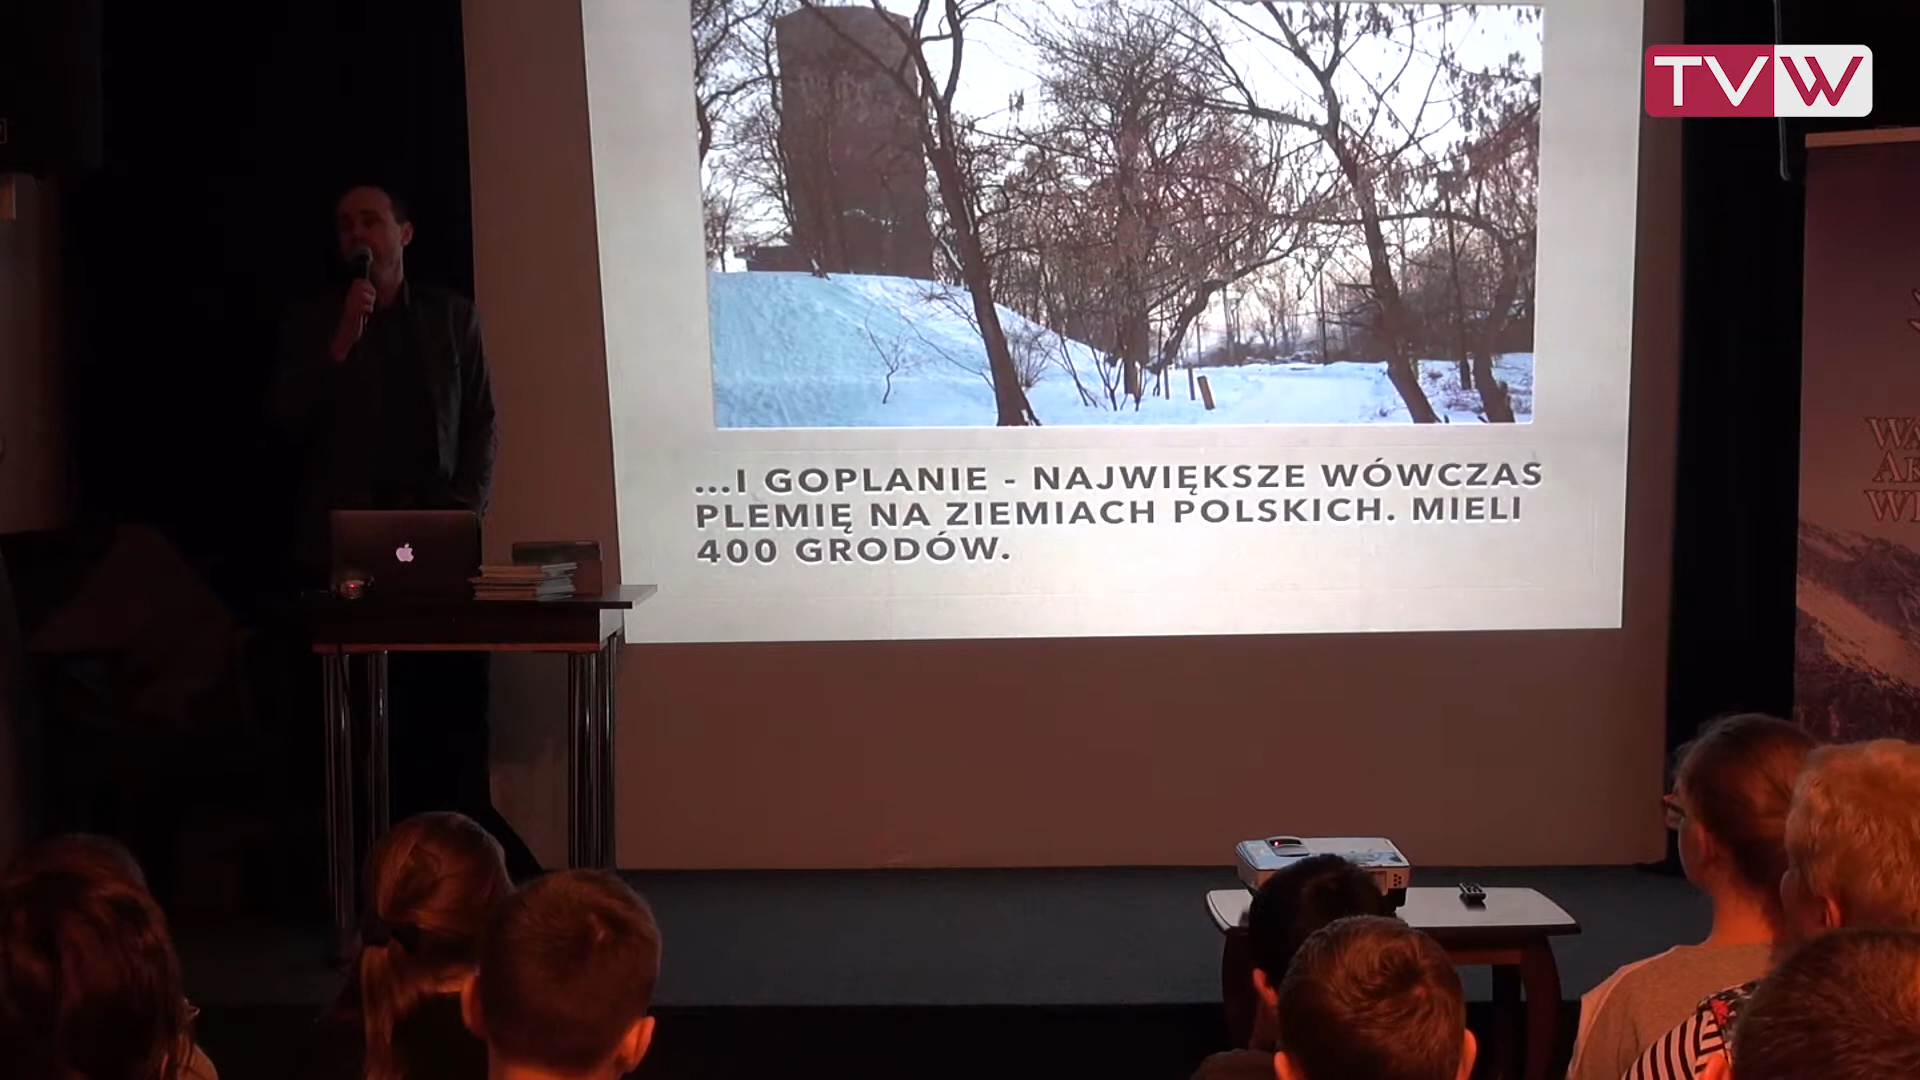 TVW
...I GOPLANIE - NAJWIĘKSZE WÓWCZAS
PLEMIĘ NA ZIEMIACH POLSKICH. MIELI
400 GRODÓW.